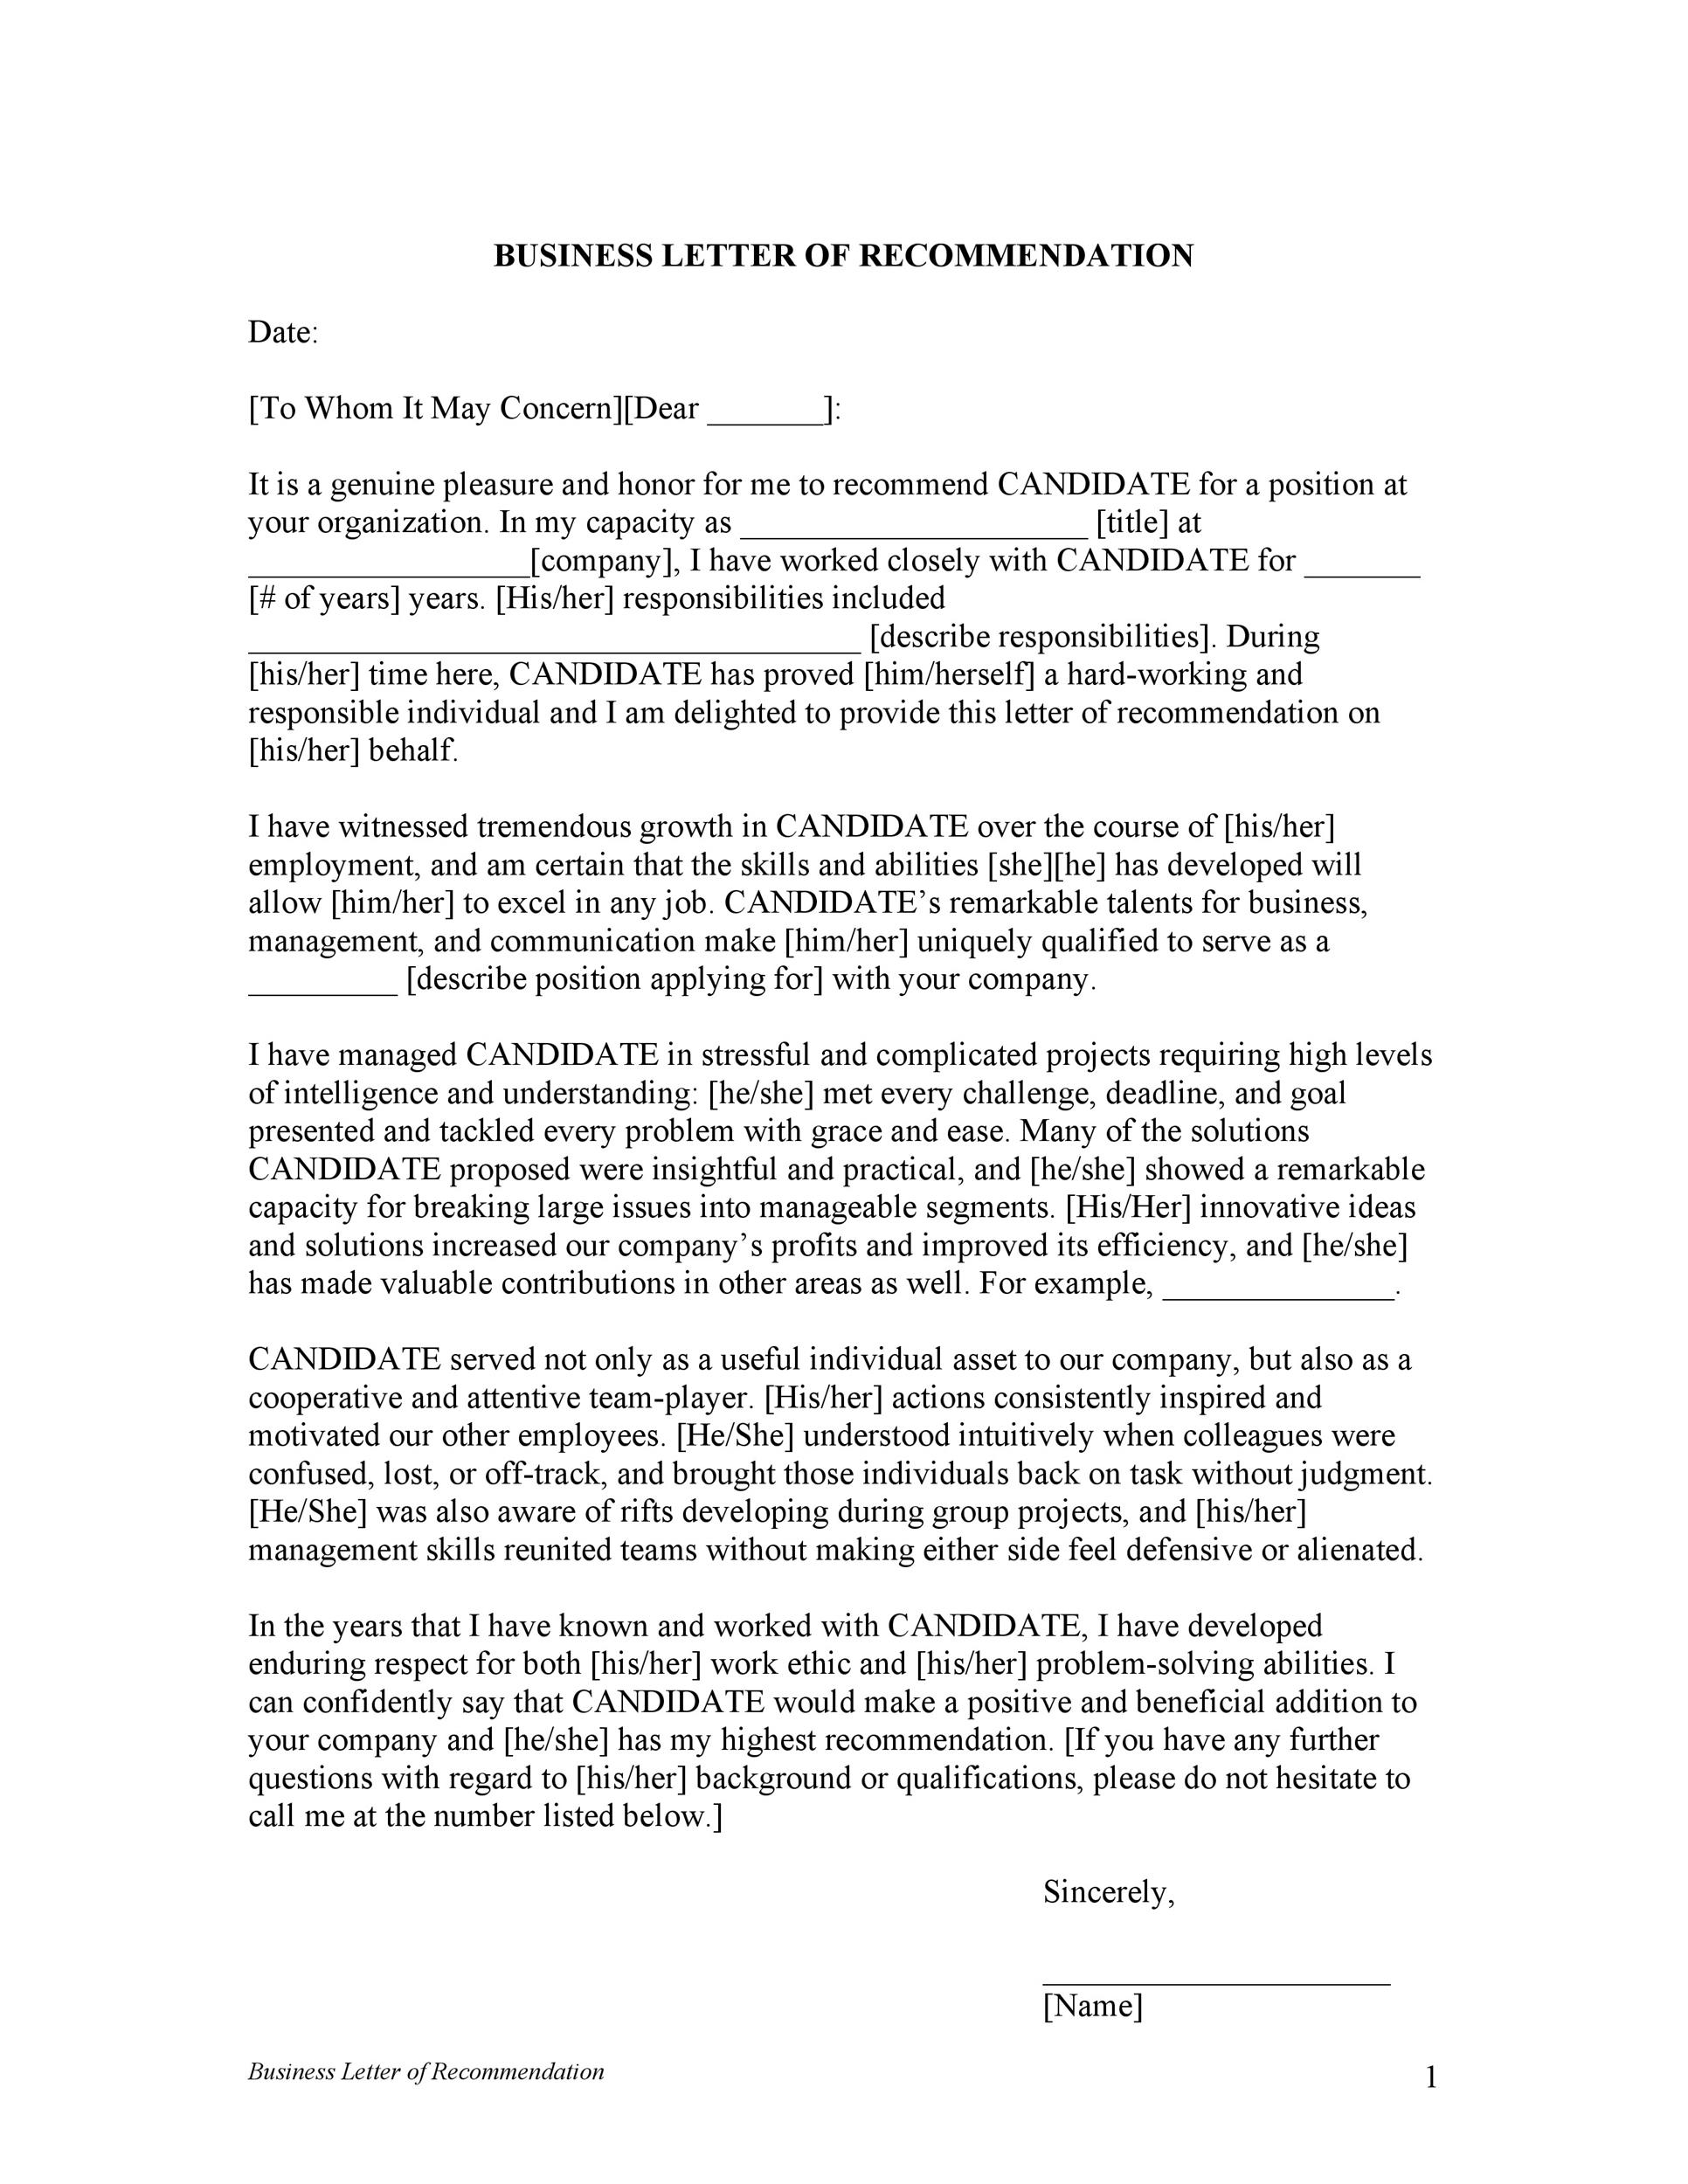 BUSINESS LETTER OF RECOMMENDATION
Date:
[To Whom It May Concern][Dear _______]:
It is a genuine pleasure and honor for me to recommend CANDIDATE for a position at
your organization. In my capacity as _____________________ [title] at
_________________[company], I have worked closely with CANDIDATE for _______
[# of years] years. [His/her] responsibilities included
_____________________________________ [describe responsibilities]. During
[his/her] time here, CANDIDATE has proved [him/herself] a hard-working and
responsible individual and I am delighted to provide this letter of recommendation on
[his/her] behalf.
I have witnessed tremendous growth in CANDIDATE over the course of [his/her]
employment, and am certain that the skills and abilities [she][he] has developed will
allow [him/her] to excel in any job. CANDIDATE’s remarkable talents for business,
management, and communication make [him/her] uniquely qualified to serve as a
_________ [describe position applying for] with your company.
I have managed CANDIDATE in stressful and complicated projects requiring high levels
of intelligence and understanding: [he/she] met every challenge, deadline, and goal
presented and tackled every problem with grace and ease. Many of the solutions
CANDIDATE proposed were insightful and practical, and [he/she] showed a remarkable
capacity for breaking large issues into manageable segments. [His/Her] innovative ideas
and solutions increased our company’s profits and improved its efficiency, and [he/she]
has made valuable contributions in other areas as well. For example, ______________.
CANDIDATE served not only as a useful individual asset to our company, but also as a
cooperative and attentive team-player. [His/her] actions consistently inspired and
motivated our other employees. [He/She] understood intuitively when colleagues were
confused, lost, or off-track, and brought those individuals back on task without judgment.
[He/She] was also aware of rifts developing during group projects, and [his/her]
management skills reunited teams without making either side feel defensive or alienated.
In the years that I have known and worked with CANDIDATE, I have developed
enduring respect for both [his/her] work ethic and [his/her] problem-solving abilities. I
can confidently say that CANDIDATE would make a positive and beneficial addition to
your company and [he/she] has my highest recommendation. [If you have any further
questions with regard to [his/her] background or qualifications, please do not hesitate to
call me at the number listed below.]
Sincerely,
_____________________
[Name]
Business Letter of Recommendation 1